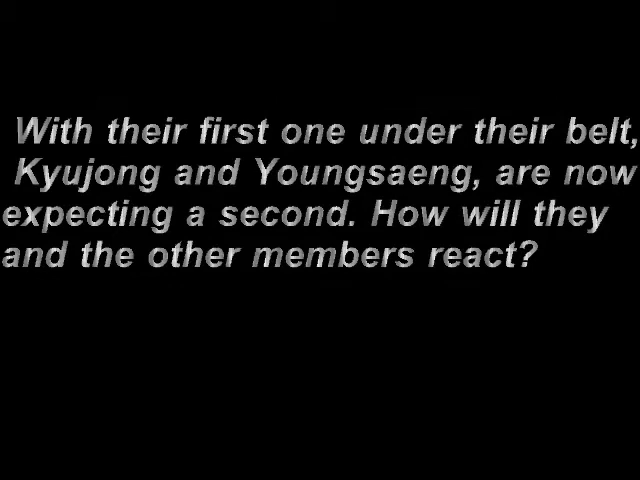 With their first one under their belt,
Kyujong and Youngsaeng, are now
expecting a second. How will they
and the other members react?